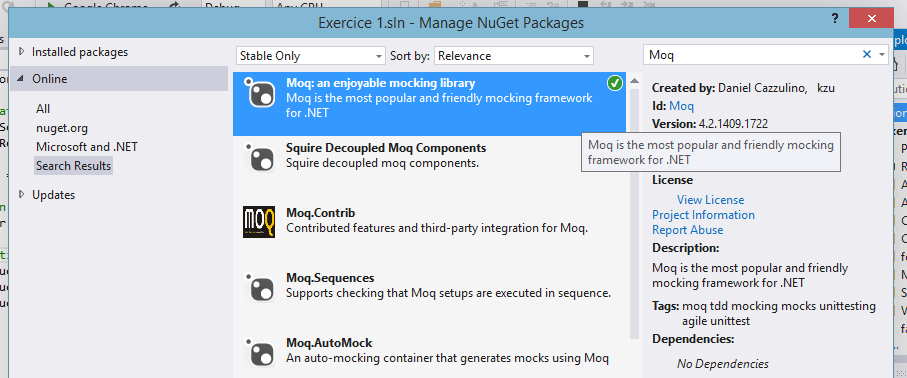 Google Chrome
Debug
Any CPU
Exercice 1.sln - Manage NuGet Packages
? ×
Installed packages
Online
All
nuget.org
Microsoft and .NET
Search Results
Updates
Stable Only
Sort by: Relevance
Moq
Moq: an enjoyable mocking library
Moq is the most popular and friendly mocking framework
for .NET
Squire Decoupled Moq Components
Squire decoupled moq components.
moq
Moq.Contrib
Contributed features and third-party integration for Moq.
Moq.Sequences
Supports checking that Moq setups are executed in sequence.
Moq.AutoMock
An auto-mocking container that generates mocks using Moq
Created by: Daniel Cazzulino, kzu
Id: Moq
Version: 4.2.1409.1722
Moq is the most popular and friendly mocking
framework for .NET
License
View License
Project Information
Report Abuse
Description:
Moq is the most popular and friendly
mocking framework for .NET
Tags: moq tdd mocking mocks unittesting
agile unittest
Dependencies:
No Dependencies